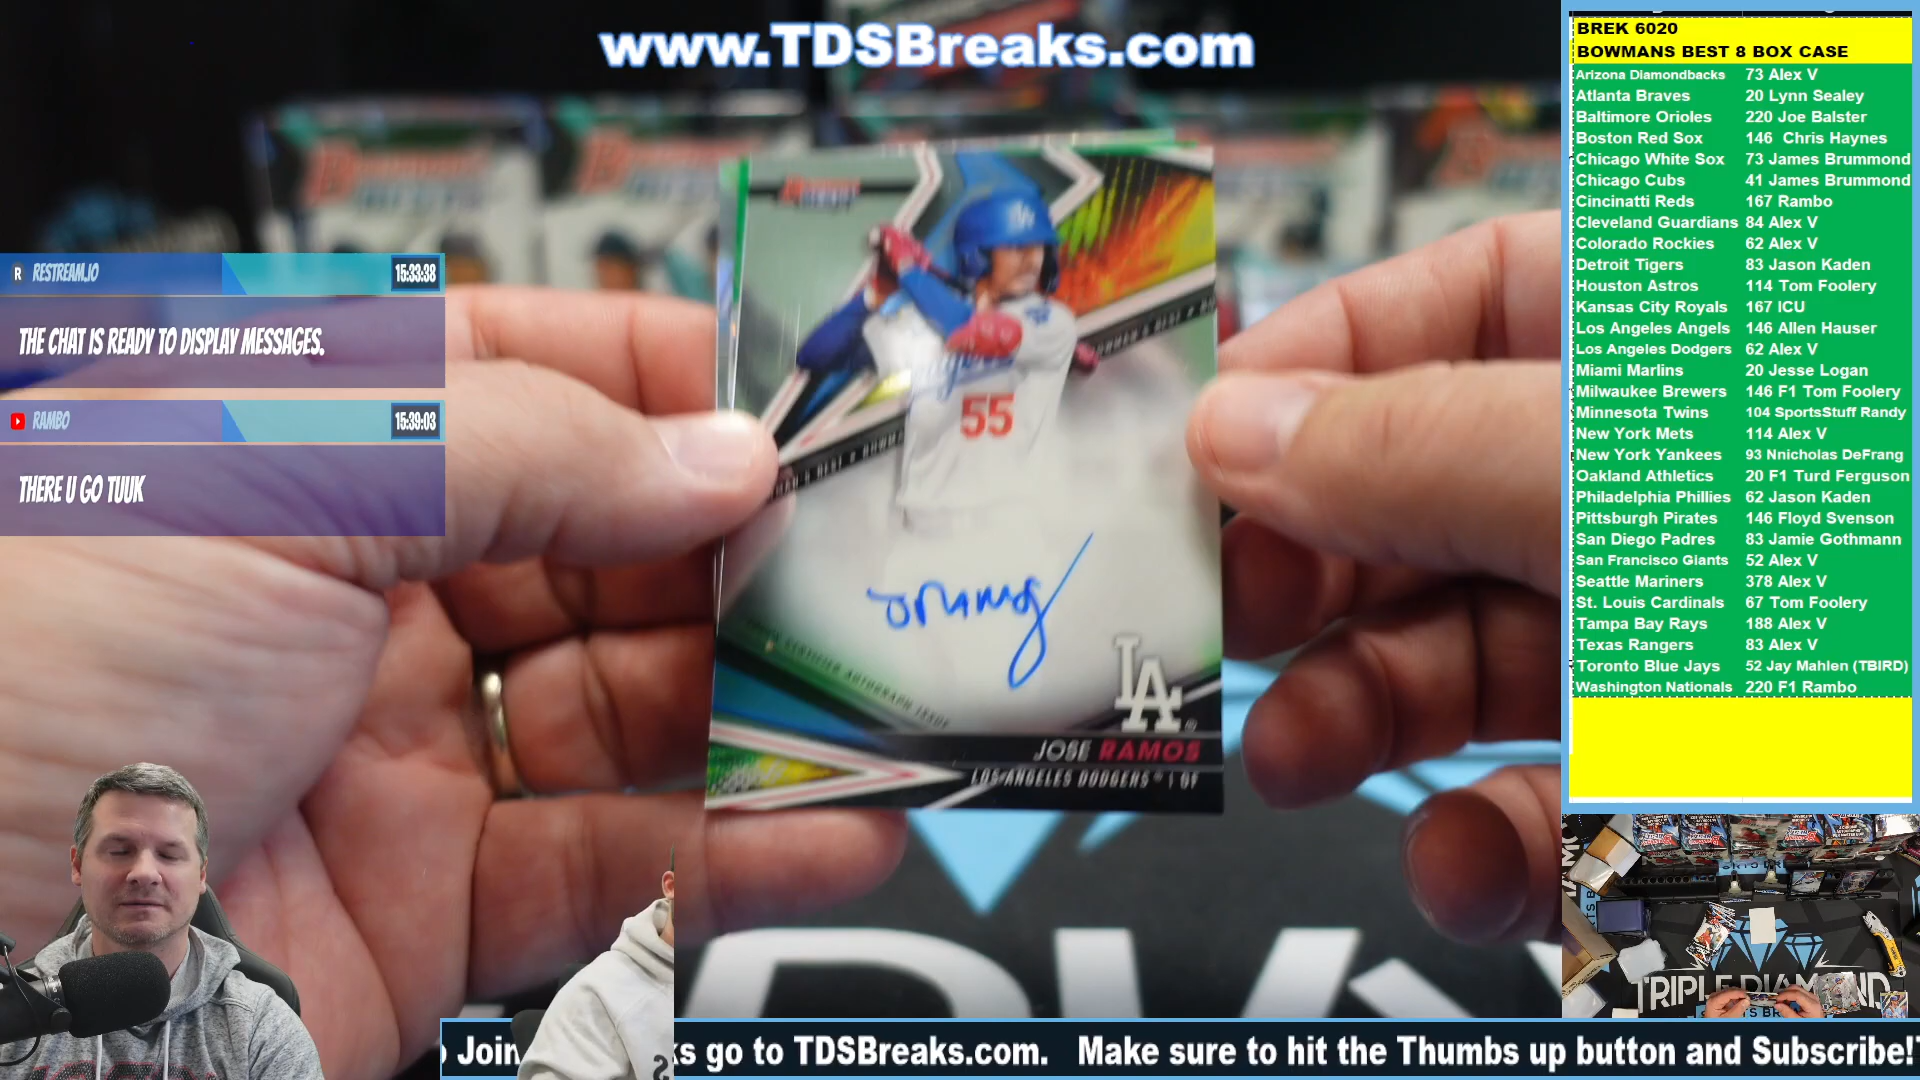 www.TDSBreaks.com
RESTREAM.IO
15:33:38
THE CHAT IS READY TO DISPLAY MESSAGES.
RAMBO
15:39:03
THERE U GO TUUK
LA
55
CERTIFIED AUTOGRAPH ISSUE
LA
JOSE RAMOS
LOS ANGELES DODGERS | OF
BREK 6020
BOWMANS BEST 8 BOX CASE
Arizona Diamondbacks 73 Alex V
Atlanta Braves 20 Lynn Sealey
Baltimore Orioles 220 Joe Balster
Boston Red Sox 146 Chris Haynes
Chicago White Sox 73 James Brummond
Chicago Cubs 41 James Brummond
Cincinatti Reds 167 Rambo
Cleveland Guardians 84 Alex V
Colorado Rockies 62 Alex V
Detroit Tigers 83 Jason Kaden
Houston Astros 114 Tom Foolery
Kansas City Royals 167 ICU
Los Angeles Angels 146 Allen Hauser
Los Angeles Dodgers 62 Alex V
Miami Marlins 20 Jesse Logan
Milwaukee Brewers 146 F1 Tom Foolery
Minnesota Twins 104 SportsStuff Randy
New York Mets 114 Alex V
New York Yankees 93 Nnicholas DeFrang
Oakland Athletics 20 F1 Turd Ferguson
Philadelphia Phillies 62 Jason Kaden
Pittsburgh Pirates 146 Floyd Svenson
San Diego Padres 83 Jamie Gothmann
San Francisco Giants 52 Alex V
Seattle Mariners 378 Alex V
St. Louis Cardinals 67 Tom Foolery
Tampa Bay Rays 188 Alex V
Texas Rangers 83 Alex V
Toronto Blue Jays 52 Jay Mahlen (TBIRD)
Washington Nationals 220 F1 Rambo
TRIPLE DIAMOND
Join
ks go to TDSBreaks.com. Make sure to hit the Thumbs up button and Subscribe!